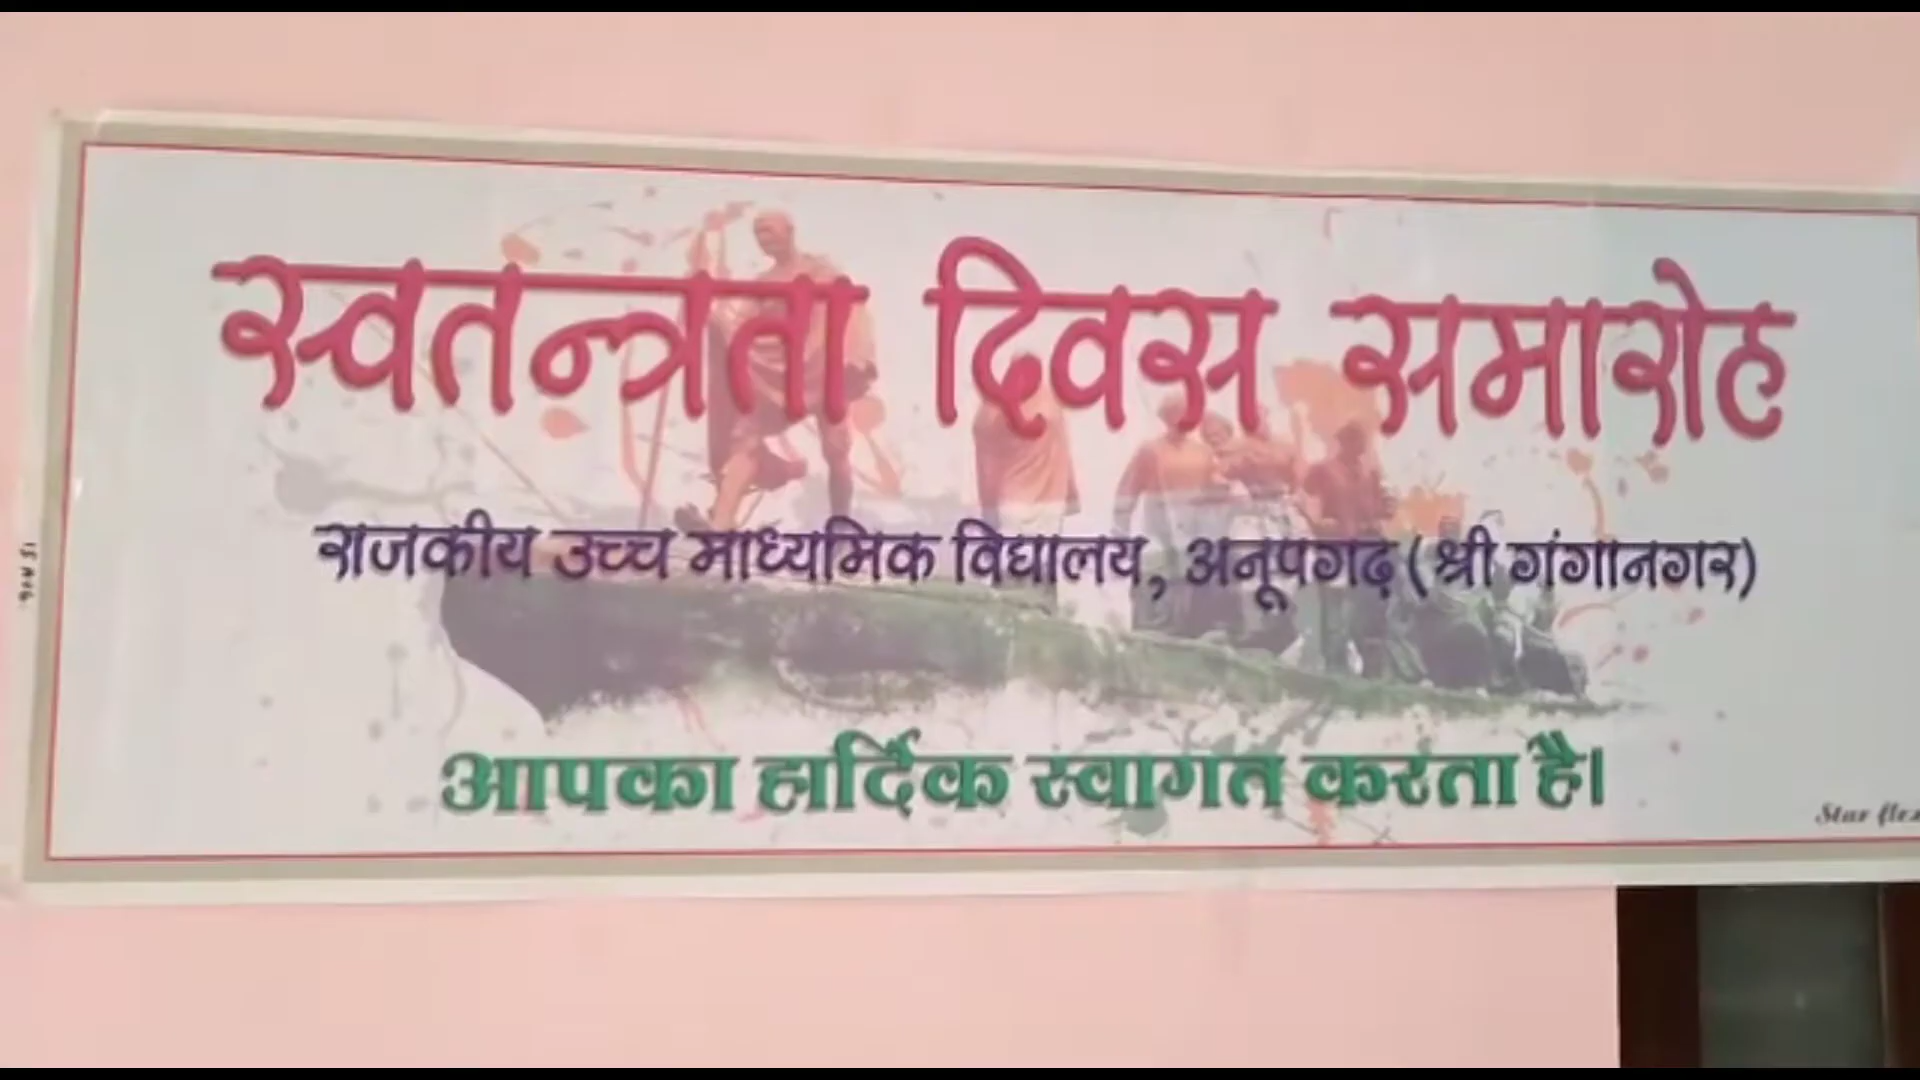 स्वतन्त्रता दिवस समारोह
राजकीय उच्च माध्यमिक विद्यालय, अनूपगढ़ (श्री गंगानगर)
आपका हार्दिक स्वागत करता है।
Star flex